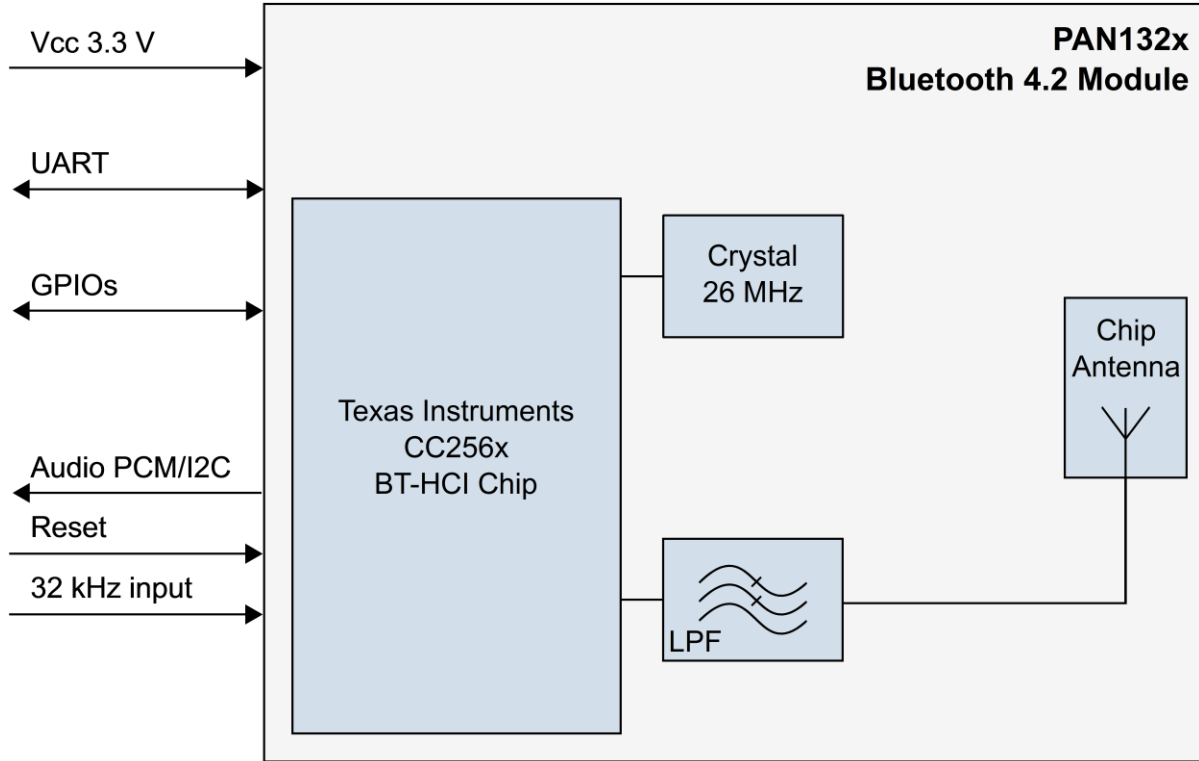 Vcc 3.3 V
UART
GPIOs
Audio PCM/I2C
Reset
32 kHz input
PAN132x
Bluetooth 4.2 Module
Texas Instruments
CC256x
BT-HCI Chip
Crystal
26 MHz
LPF
Chip
Antenna